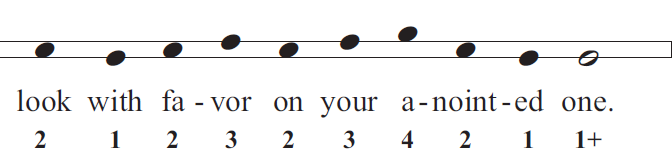 look with fa - vor on your a - noint - ed one.
2 1 2 3 2 3 4 2 1 1+